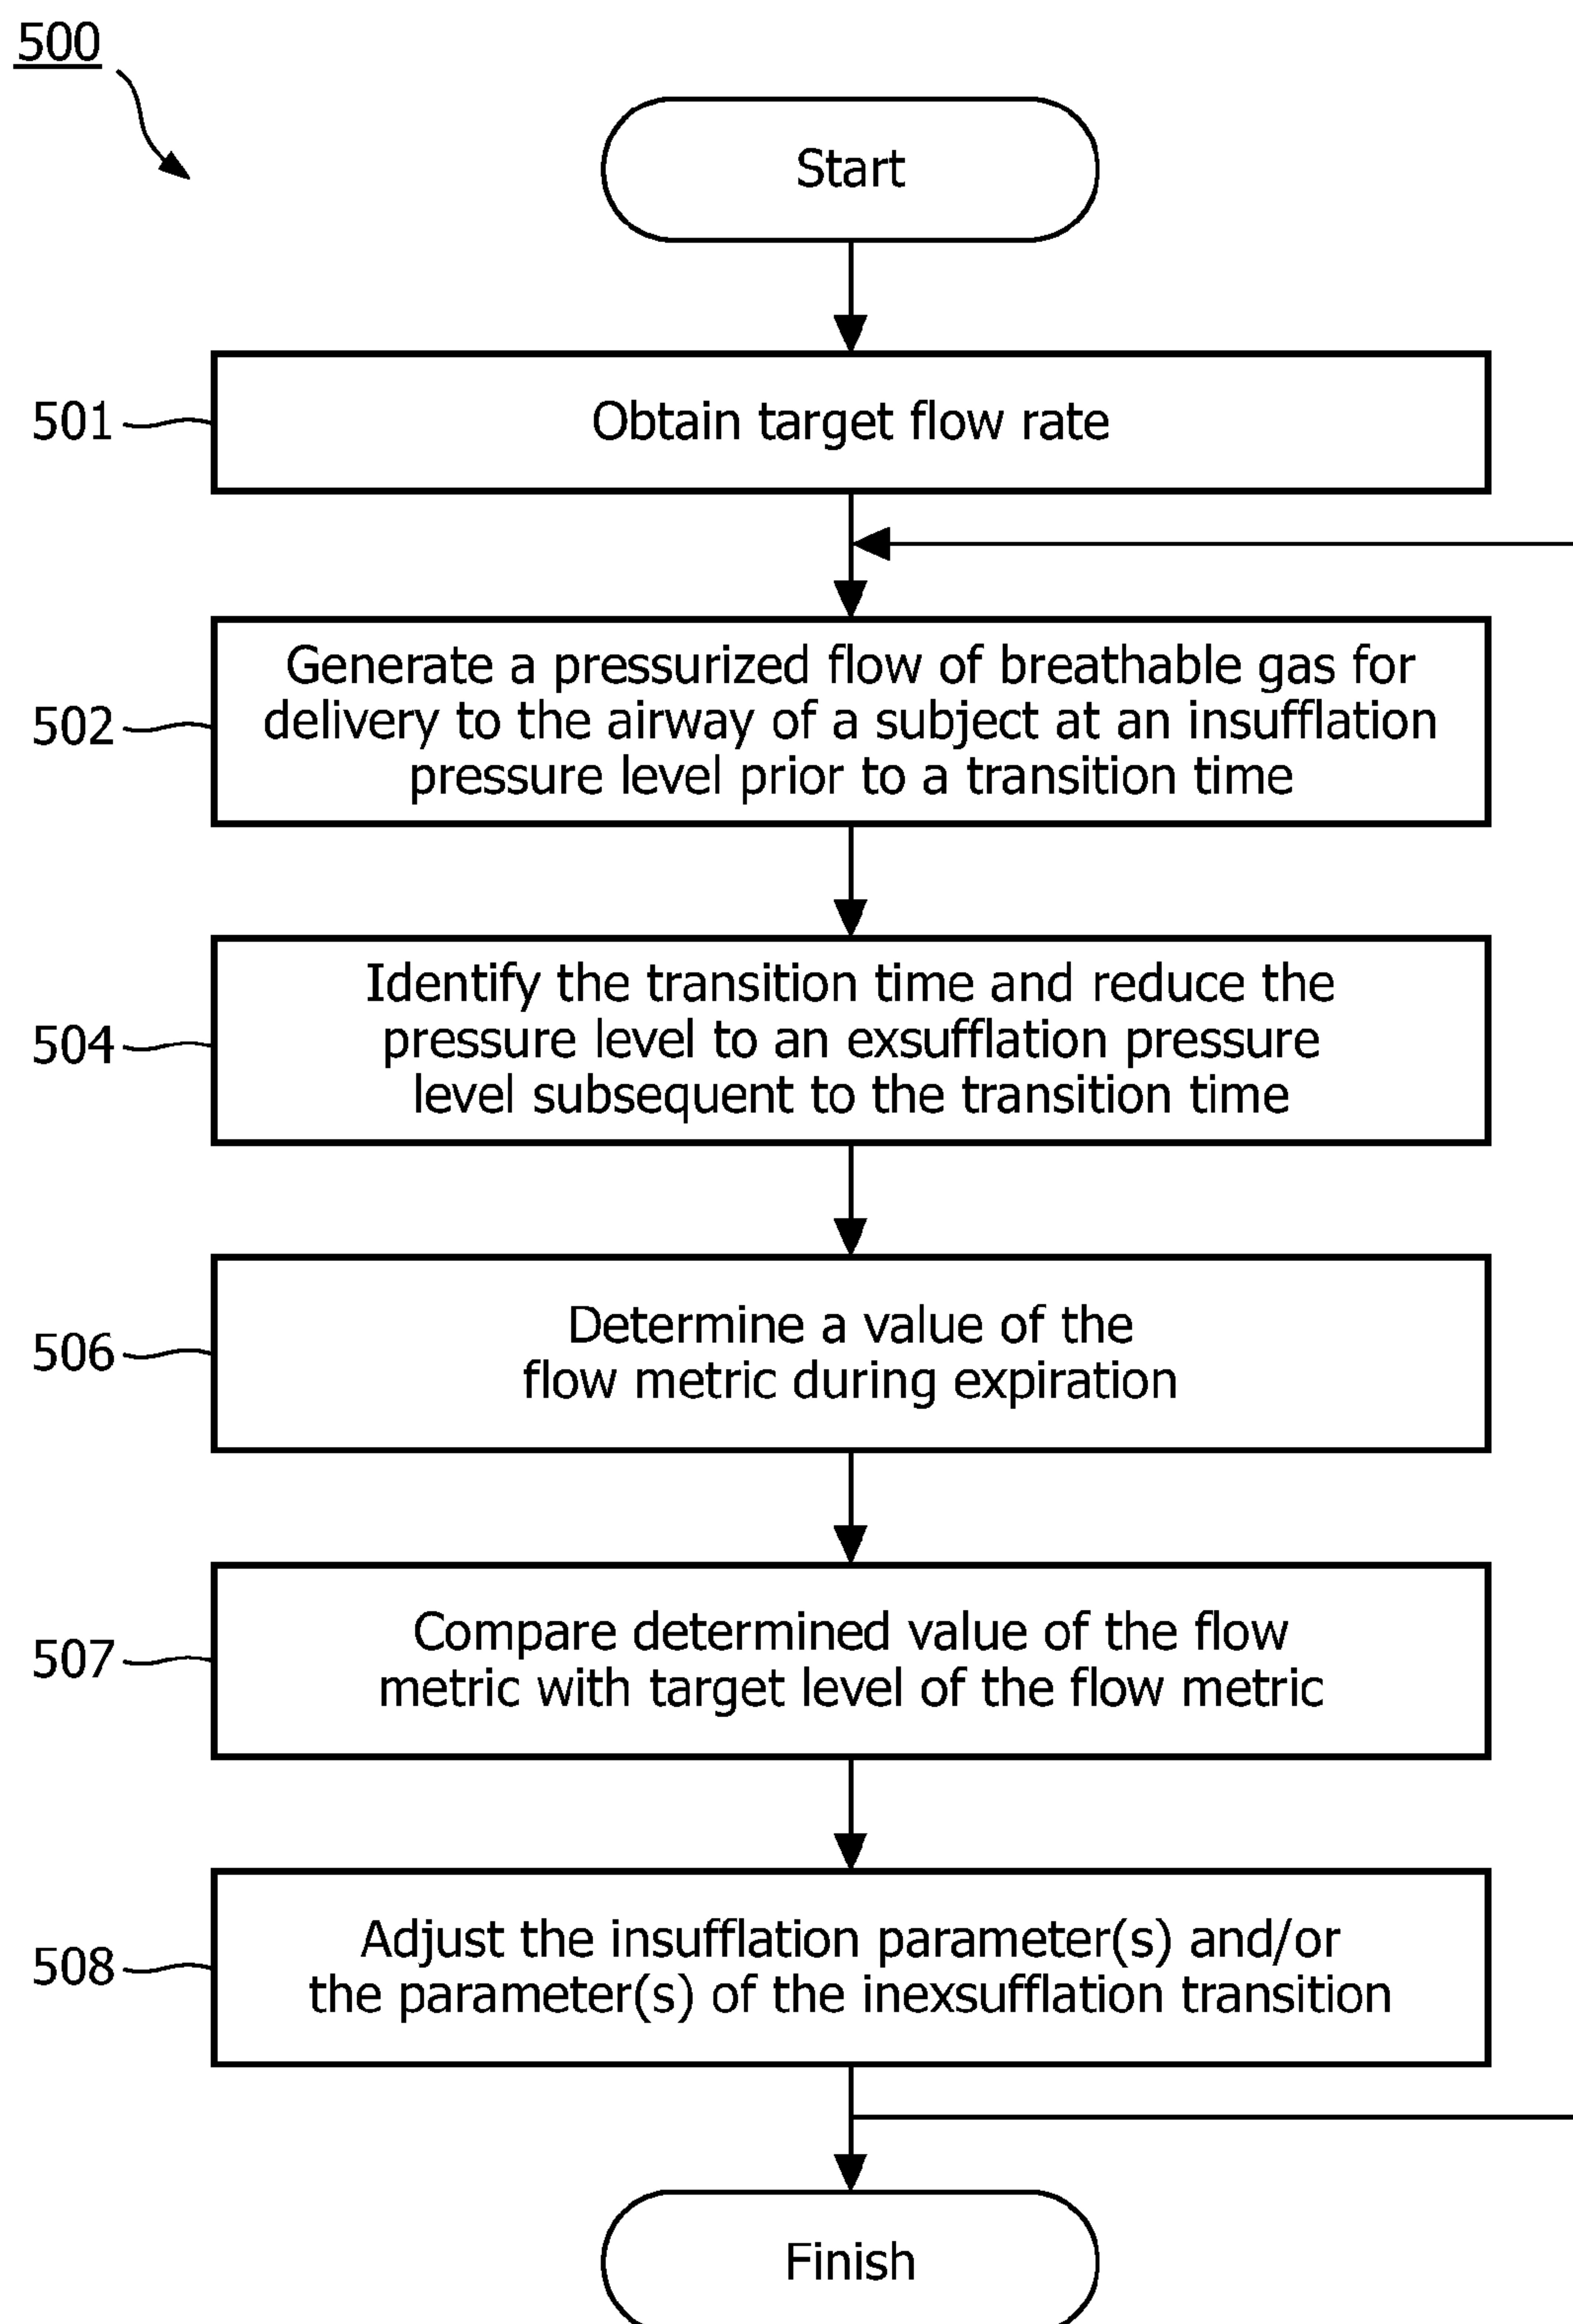 500
Start
501
Obtain target flow rate
502
Generate a pressurized flow of breathable gas for
delivery to the airway of a subject at an insufflation
pressure level prior to a transition time
504
Identify the transition time and reduce the
pressure level to an exsufflation pressure
level subsequent to the transition time
506
Determine a value of the
flow metric during expiration
507
Compare determined value of the flow
metric with target level of the flow metric
508
Adjust the insufflation parameter(s) and/or
the parameter(s) of the inexsufflation transition
Finish